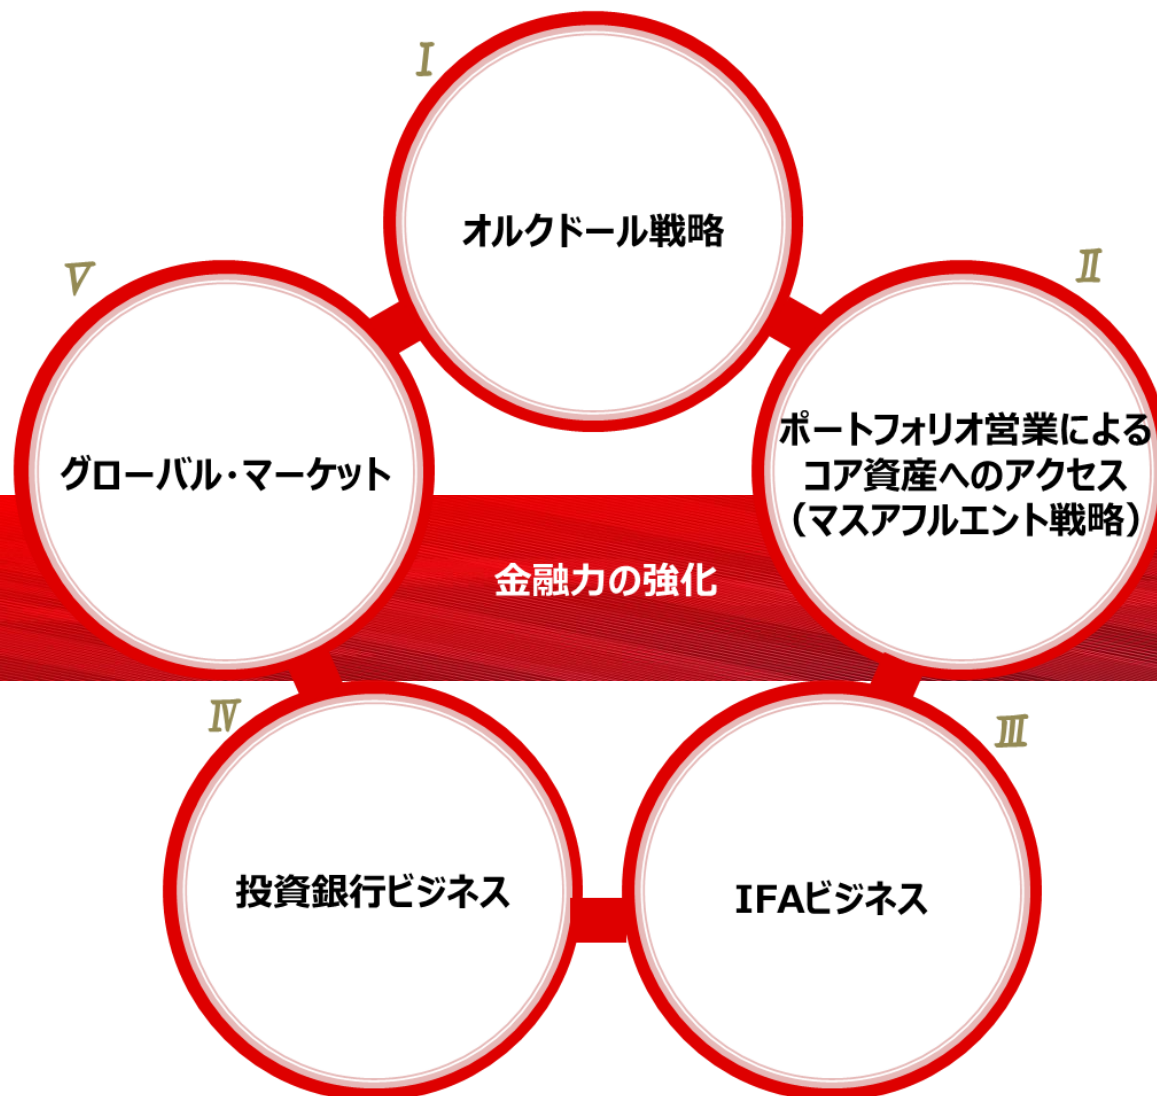 Ⅰ
オルクドール戦略
Ⅱ
ポートフォリオ営業による
コア資産へのアクセス
（マスアフルエント戦略）
Ⅲ
IFAビジネス
Ⅳ
投資銀行ビジネス
Ⅴ
グローバル・マーケット
金融力の強化